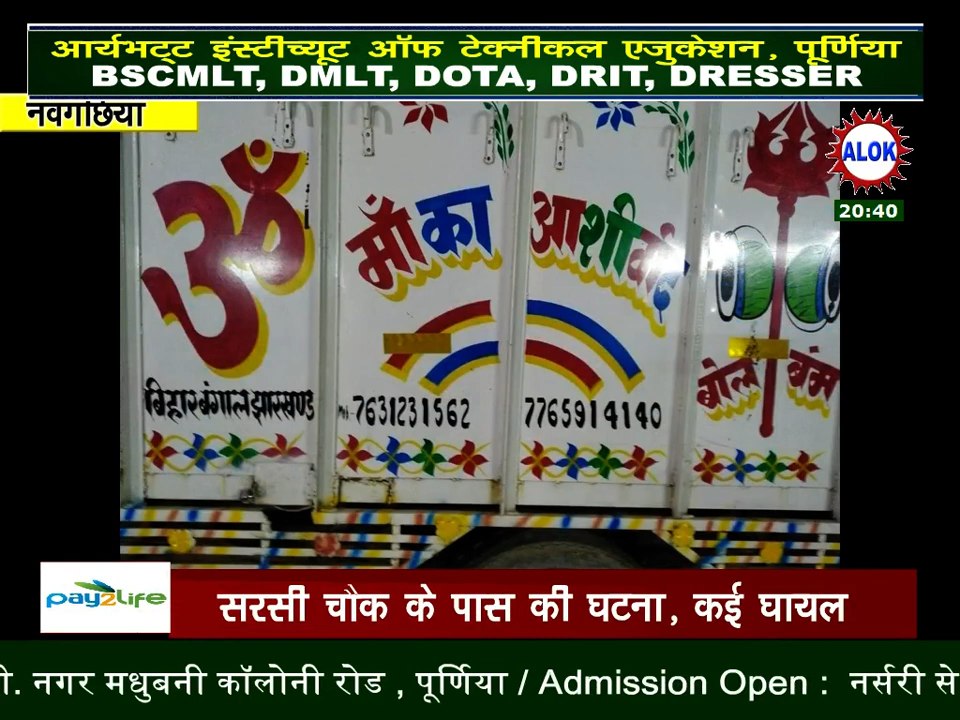 आर्यभट्ट इंस्टीच्यूट ऑफ टेक्नीकल एजुकेशन, पूर्णिया
BSCMLT, DMLT, DOTA, DRIT, DRESSER
नवगछिया
ALOK
20:40
ॐ
माँ का आशीर्वाद
बोल बम
बिहार बंगाल झारखण्ड
7631231562
7765914140
pay2life
सरसी चौक के पास की घटना, कई घायल
नगर मधुबनी कॉलोनी रोड , पूर्णिया / Admission Open : नर्सरी से